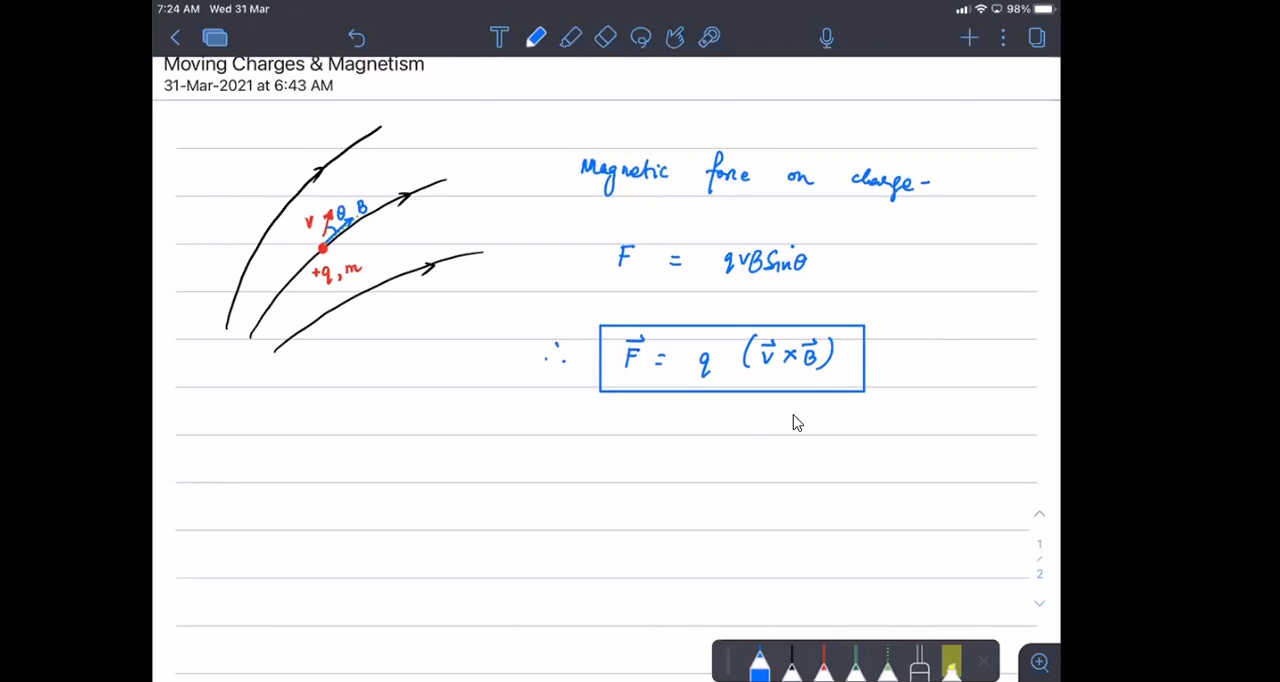 7:24 AM Wed 31 Mar 98%
T
Moving Charges & Magnetism
31-Mar-2021 at 6:43 AM
Magnetic force on charge-
v θ B
+q, m
F = qvBSinθ
∴ F⃗ = q (v⃗ × B⃗)
1
/
2